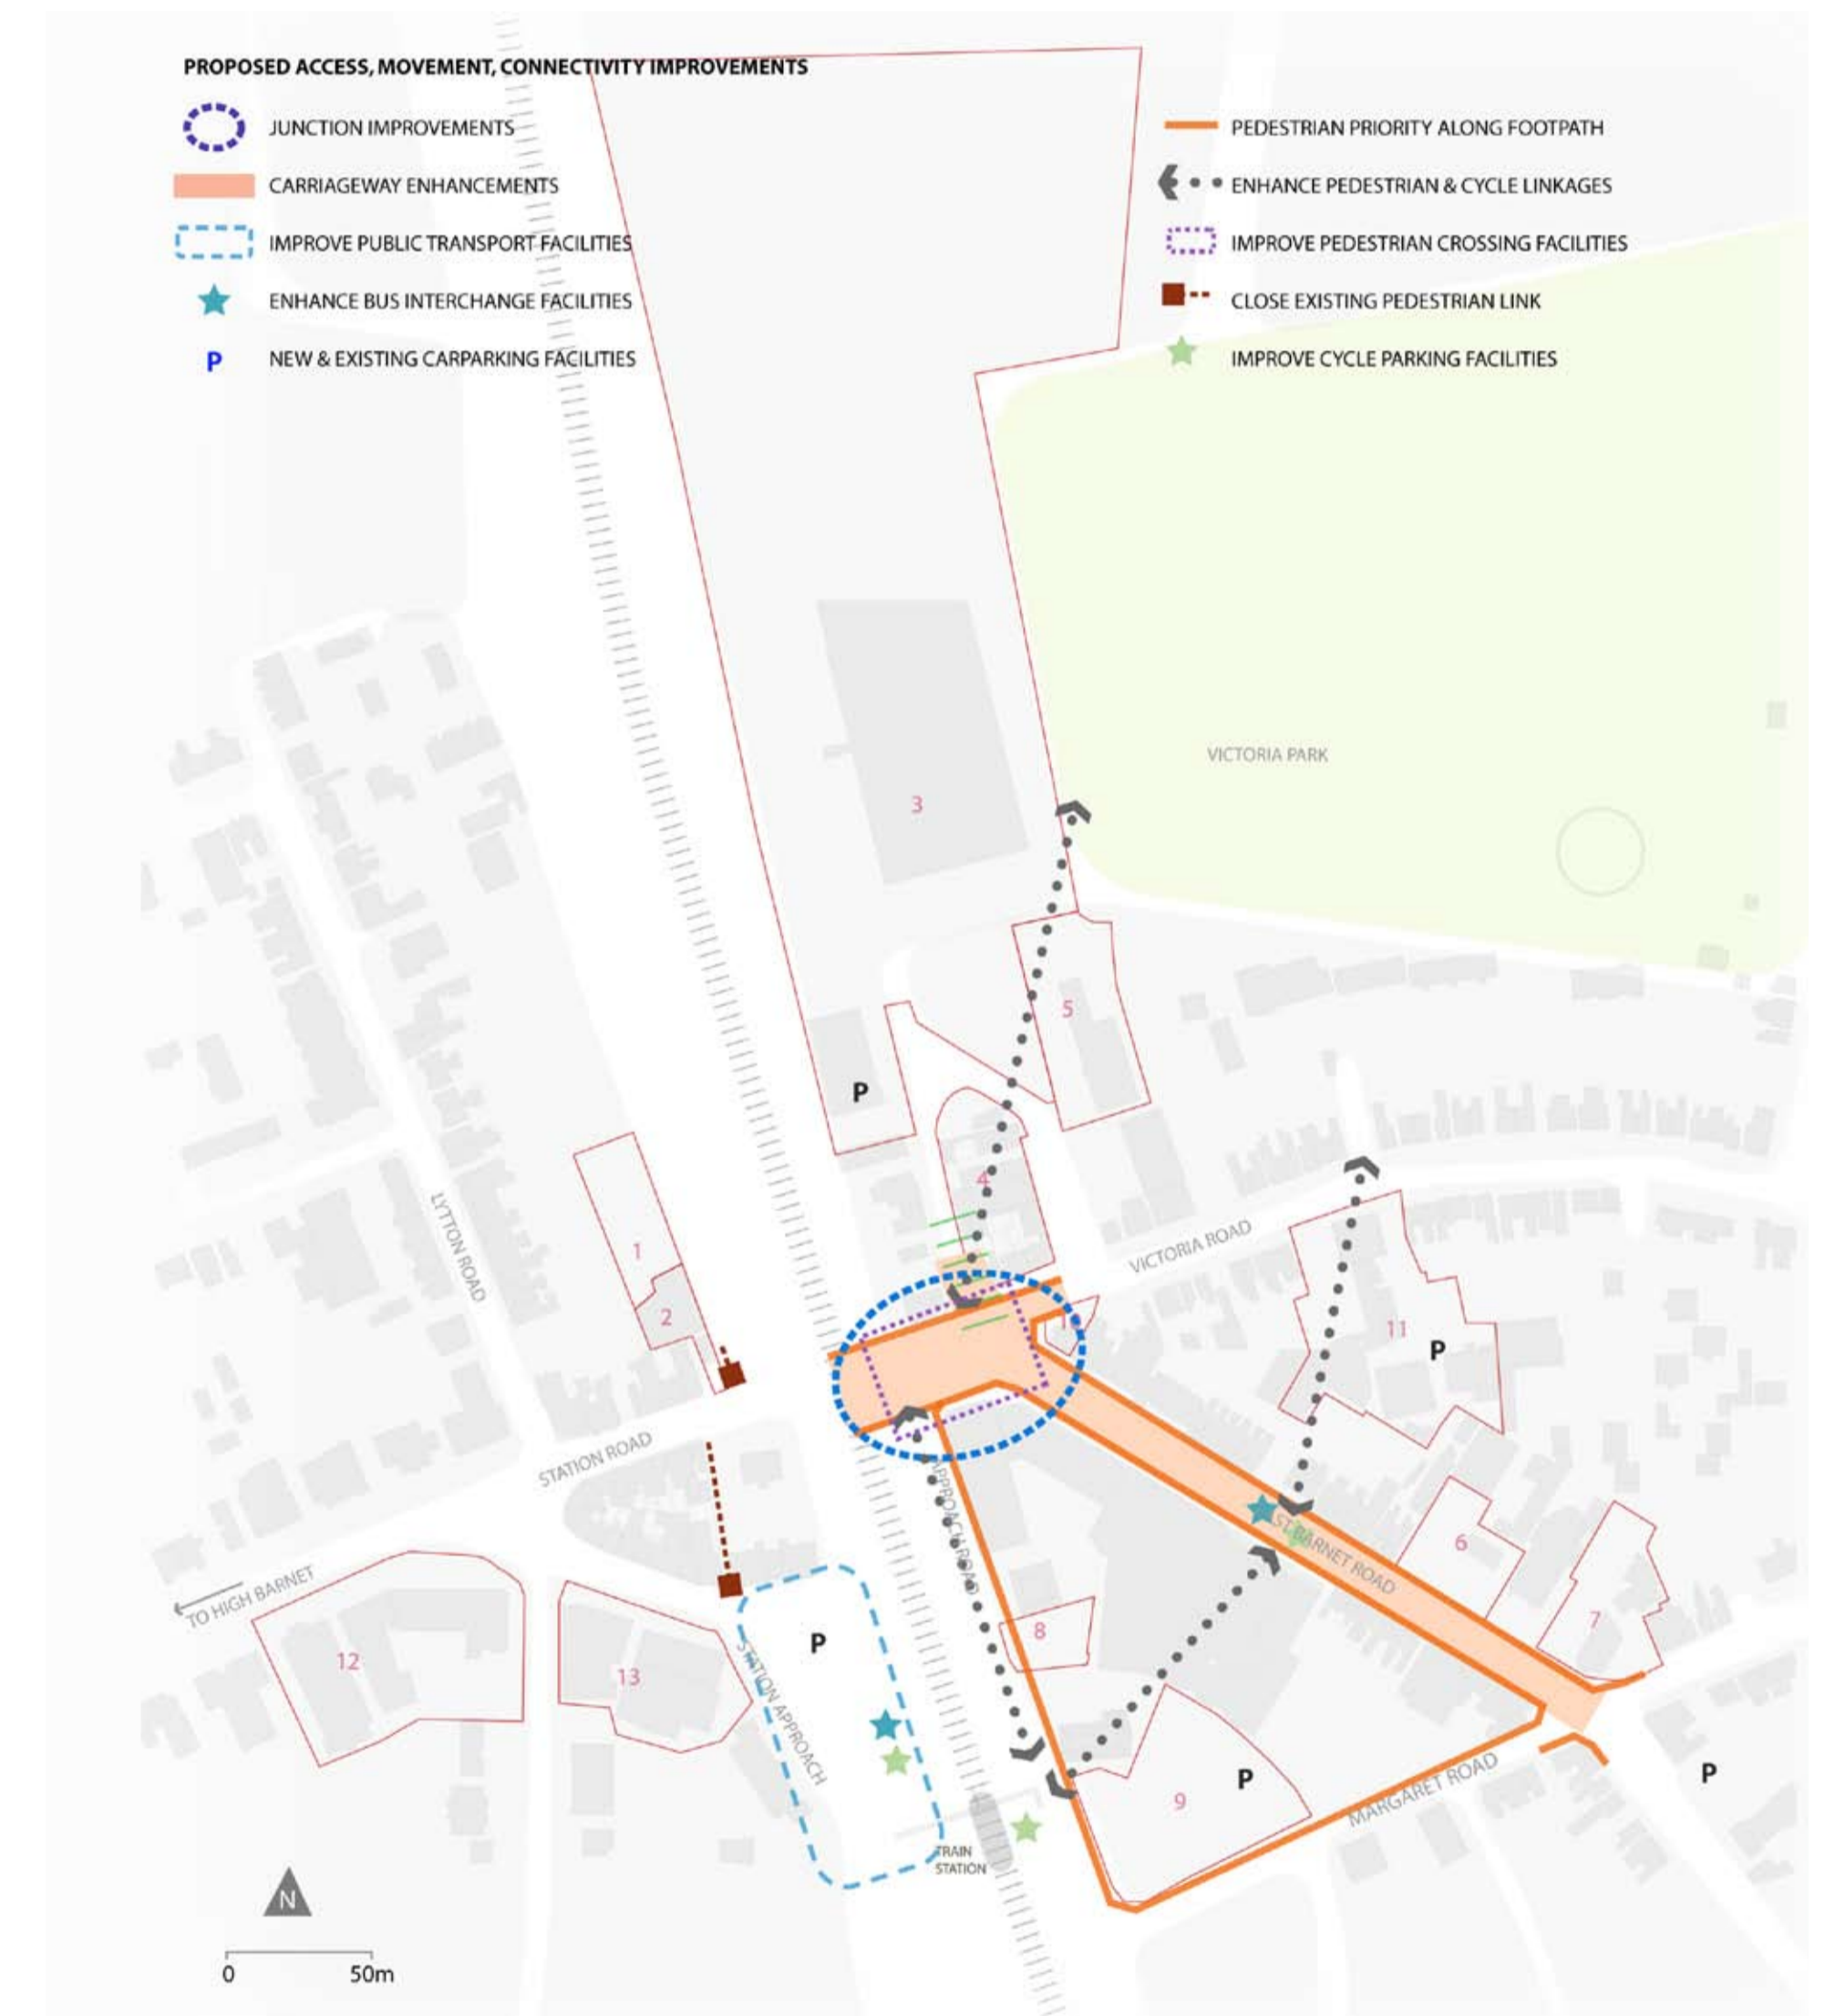 PROPOSED ACCESS, MOVEMENT, CONNECTIVITY IMPROVEMENTS
JUNCTION IMPROVEMENTS
CARRIAGEWAY ENHANCEMENTS
IMPROVE PUBLIC TRANSPORT FACILITIES
ENHANCE BUS INTERCHANGE FACILITIES
P NEW & EXISTING CARPARKING FACILITIES
PEDESTRIAN PRIORITY ALONG FOOTPATH
ENHANCE PEDESTRIAN & CYCLE LINKAGES
IMPROVE PEDESTRIAN CROSSING FACILITIES
CLOSE EXISTING PEDESTRIAN LINK
IMPROVE CYCLE PARKING FACILITIES
VICTORIA PARK
3
5
P
4
LYTTON ROAD
1
VICTORIA ROAD
2
10
11
P
STATION ROAD
APPROACH ROAD
BARNET ROAD
6
TO HIGH BARNET
7
8
P
12
13
STATION APPROACH
P
P
9
MARGARET ROAD
TRAIN
STATION
N
0 50m